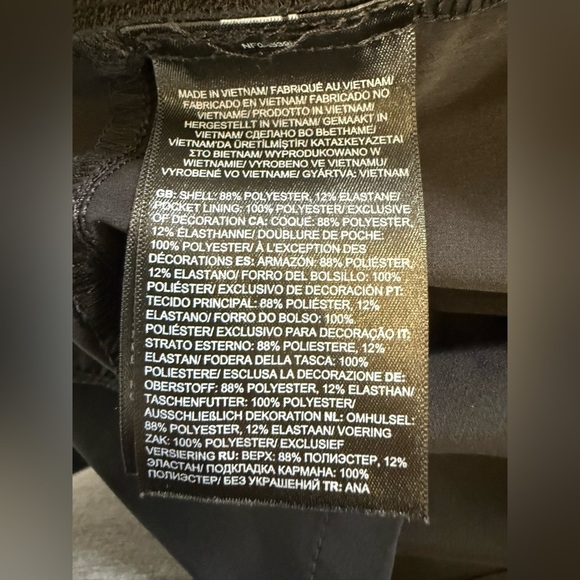 MADE IN VIETNAM/ FABRIQUÉ AU VIETNAM/
FABRICADO EN VIETNAM/ FABRICADO NO
VIETNAME/ PRODOTTO IN VIETNAM/
HERGESTELLT IN VIETNAM/ GEMAAKT IN
VIETNAM/ СДЕЛАНО ВО ВЬЕТНАМЕ/
VİETNAM'DA ÜRETİLMİŞTİR/ ΚΑΤΑΣΚΕΥΑΖΕΤΑΙ
ΣΤΟ ΒΙΕΤΝΑΜ/ WYPRODUKOWANO W
WIETNAMIE/ VYROBENO VE VIETNAMU/
VYROBENÉ VO VIETNAME/ GYÁRTVA: VIETNAM
GB: SHELL: 88% POLYESTER, 12% ELASTANE/
POCKET LINING: 100% POLYESTER/EXCLUSIVE
OF DECORATION CA: COQUE: 88% POLYESTER,
12% ÉLASTHANNE/ DOUBLURE DE POCHE:
100% POLYESTER/ À L'EXCEPTION DES
DÉCORATIONS ES: ARMAZÓN: 88% POLIÉSTER,
12% ELASTANO/ FORRO DEL BOLSILLO: 100%
POLIÉSTER/ EXCLUSIVA DE DECORACIÓN PT:
TECIDO PRINCIPAL: 88% POLIÉSTER, 12%
ELASTANO/ FORRO DO BOLSO: 100%
POLIÉSTER/ EXCLUSIVO PARA DECORAÇÃO IT:
STRATO ESTERNO: 88% POLIESTERE, 12%
ELASTAN/ FODERA DELLA TASCA: 100%
POLIESTERE/ ESCLUSA LA DECORAZIONE DE:
OBERSTOFF: 88% POLYESTER, 12% ELASTHAN/
TASCHENFUTTER: 100% POLYESTER/
AUSSCHLIEßLICH DEKORATION NL: OMHULSEL:
88% POLYESTER, 12% ELASTAAN/ VOERING
ZAK: 100% POLYESTER/ EXCLUSIEF
VERSIERING RU: ВЕРХ: 88% ПОЛИЭСТЕР, 12%
ЭЛАСТАН/ ПОДКЛАДКА КАРМАНА: 100%
ПОЛИЭСТЕР/ БЕЗ УКРАШЕНИЙ TR: ANA